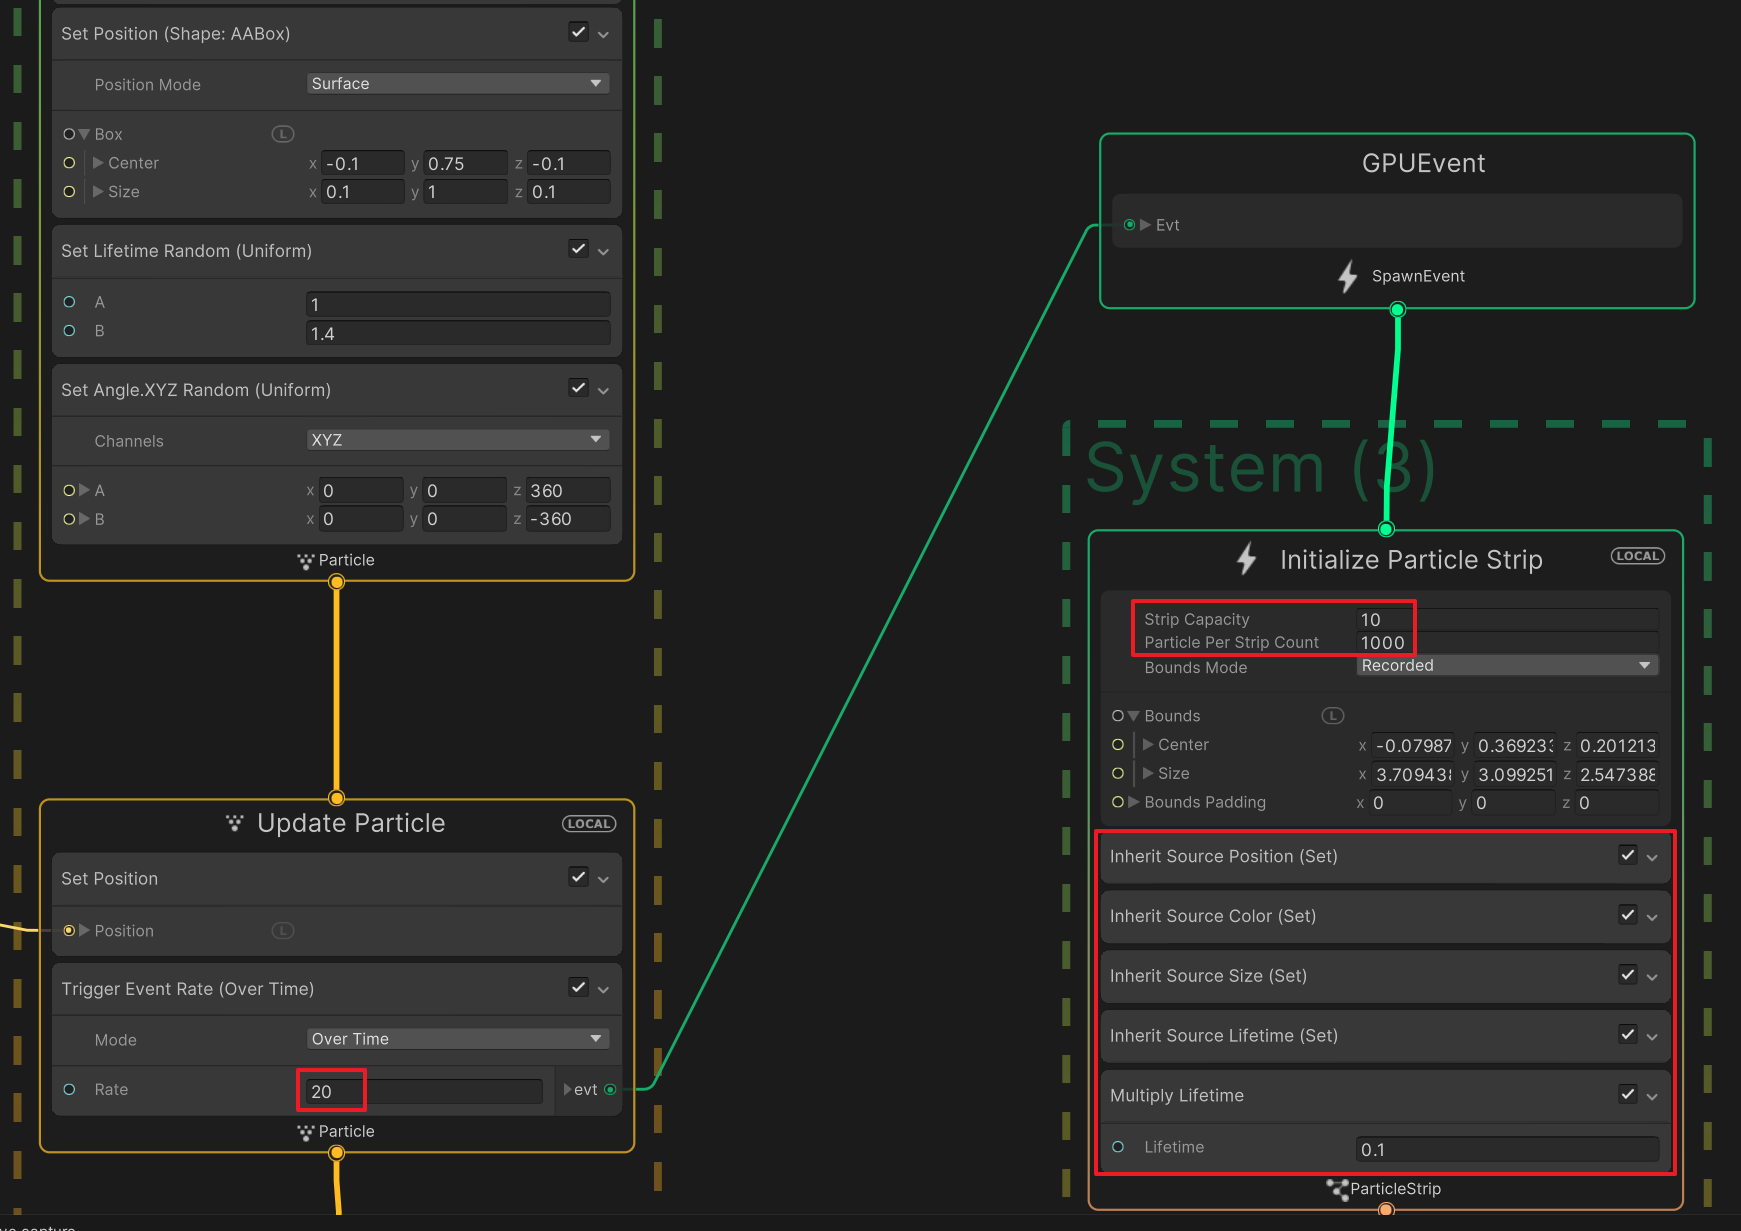 Set Position (Shape: AABox)
Position Mode Surface
Box L
Center x -0.1 y 0.75 z -0.1
Size x 0.1 y 1 z 0.1
Set Lifetime Random (Uniform)
A 1
B 1.4
Set Angle.XYZ Random (Uniform)
Channels XYZ
A x 0 y 0 z 360
B x 0 y 0 z -360
Particle
Update Particle LOCAL
Set Position
Position L
Trigger Event Rate (Over Time)
Mode Over Time
Rate 20 evt
Particle
GPUEvent
Evt
SpawnEvent
System (3)
Initialize Particle Strip LOCAL
Strip Capacity 10
Particle Per Strip Count 1000
Bounds Mode Recorded
Bounds L
Center x -0.07987 y 0.369233 z 0.201213
Size x 3.709438 y 3.099251 z 2.547388
Bounds Padding x 0 y 0 z 0
Inherit Source Position (Set)
Inherit Source Color (Set)
Inherit Source Size (Set)
Inherit Source Lifetime (Set)
Multiply Lifetime
Lifetime 0.1
ParticleStrip